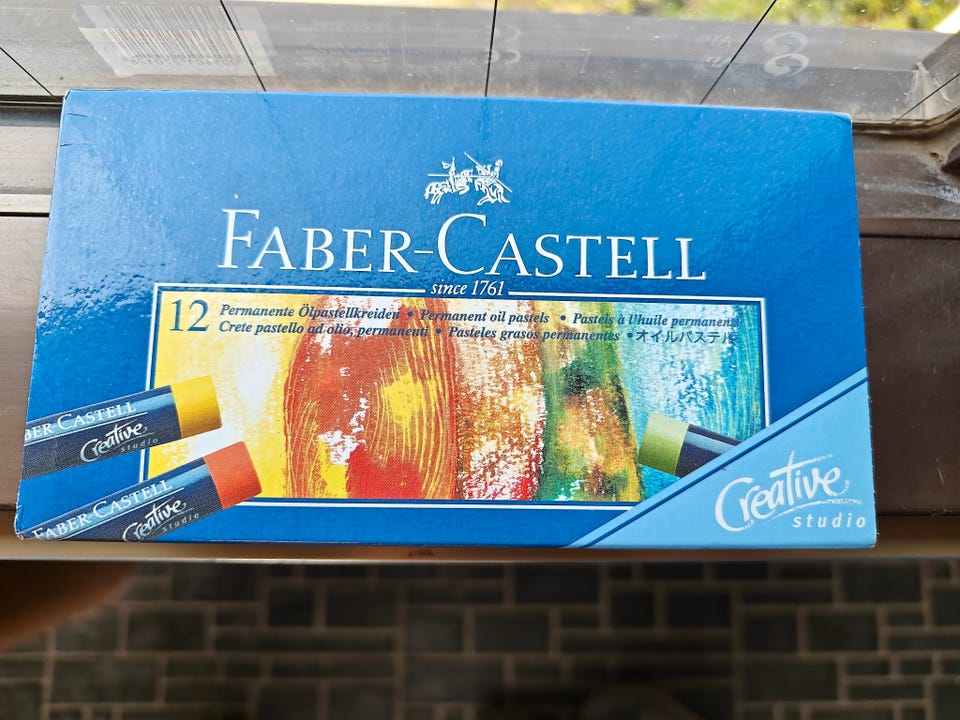 FABER-CASTELL
since 1761
12 Permanente Ölpastellkreiden • Permanent oil pastels • Pastels à l'huile permanents
Crete pastello ad olio, permanenti • Pasteles grasos permanentes • オイルパステル
BER-CASTELL
Creative
studio
FABER-CASTELL
Creative
studio
Creative
studio